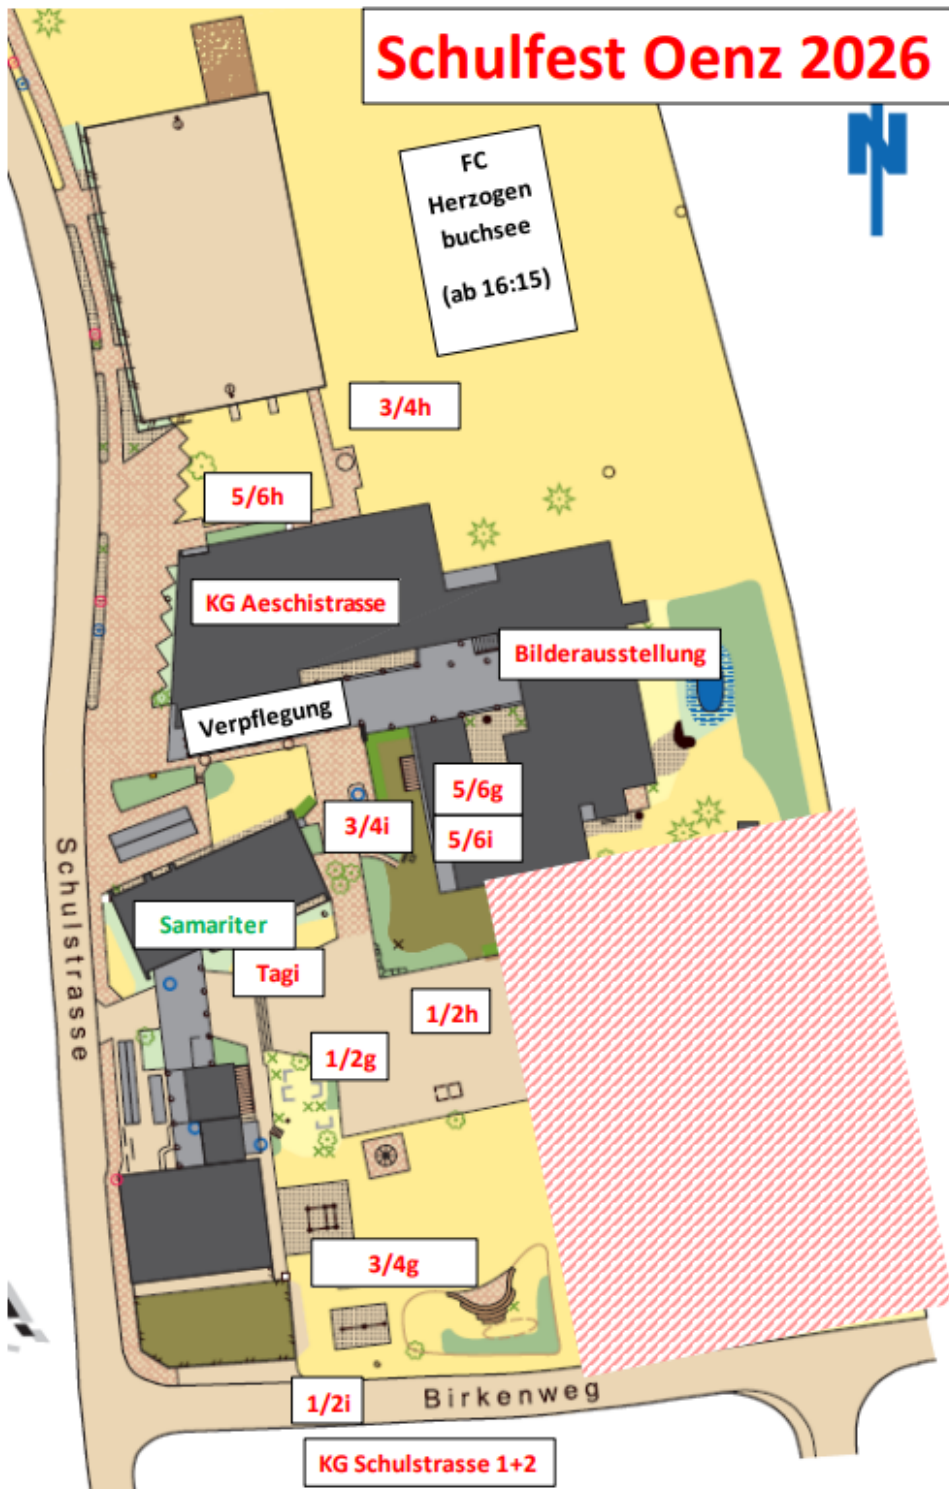 Schulfest Oenz 2026
N
FC
Herzogen
buchsee
(ab 16:15)
3/4h
5/6h
KG Aeschistrasse
Bilderausstellung
Verpflegung
5/6g
3/4i
5/6i
Schulstrasse
Samariter
Tagi
1/2h
1/2g
3/4g
1/2i
Birkenweg
KG Schulstrasse 1+2